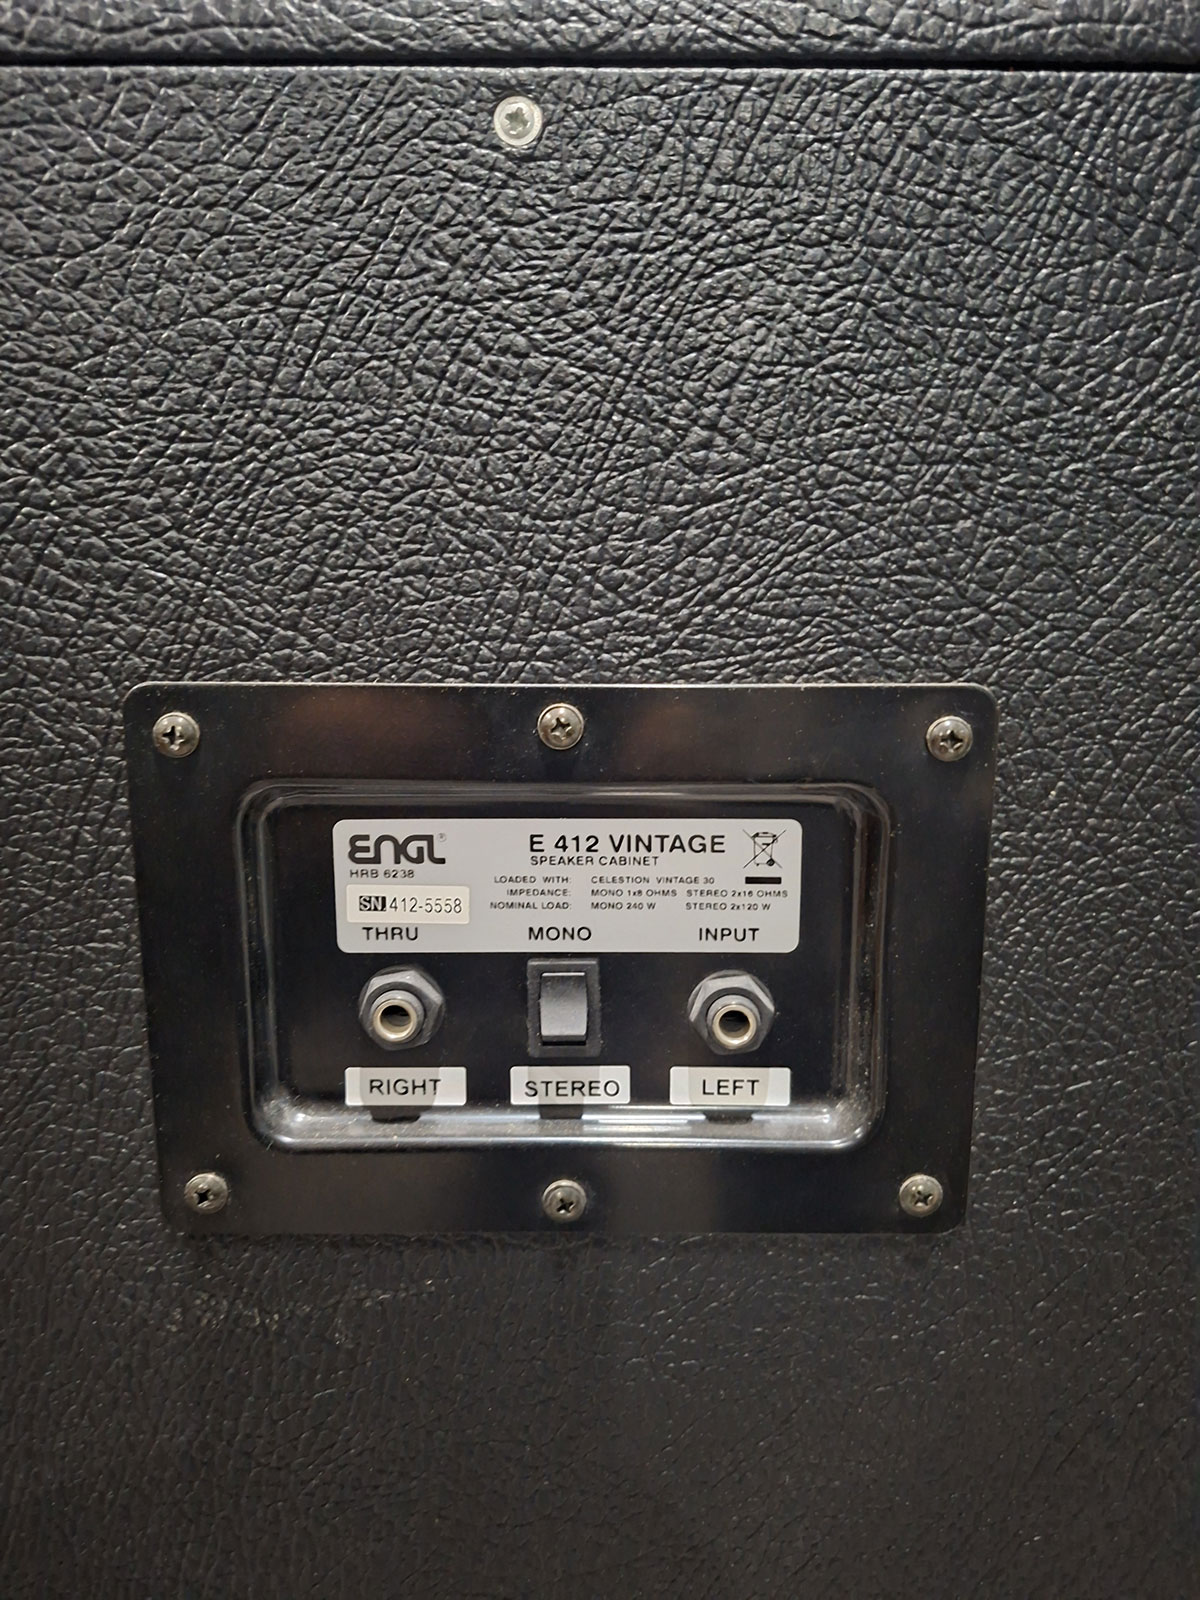 ENGL®
E 412 VINTAGE
SPEAKER CABINET
HRB 6238
LOADED WITH: CELESTION VINTAGE 30
IMPEDANCE: MONO 1x8 OHMS STEREO 2x16 OHMS
NOMINAL LOAD: MONO 240 W STEREO 2x120 W
SN 412-5558
THRU MONO INPUT
RIGHT STEREO LEFT